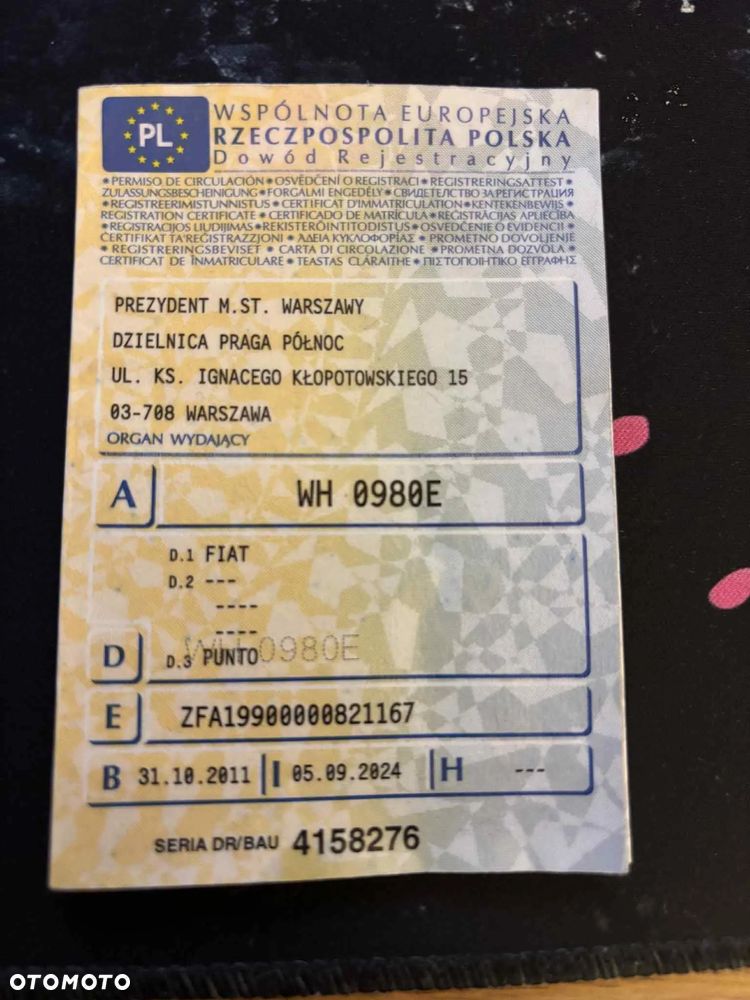 PL
WSPÓLNOTA EUROPEJSKA
RZECZPOSPOLITA POLSKA
Dowód Rejestracyjny
• PERMISO DE CIRCULACIÓN • OSVĚDČENÍ O REGISTRACI • REGISTRERINGSATTEST •
ZULASSUNGSBESCHEINIGUNG • FORGALMI ENGEDÉLY • СВИДЕТЕЛСТВО ЗА РЕГИСТРАЦИЯ
• REGISTREERIMISTUNNISTUS • CERTIFICAT D'IMMATRICULATION • KENTEKENBEWIJS
REGISTRATION CERTIFICATE • CERTIFICADO DE MATRÍCULA • REĢISTRĀCIJAS APLIECĪBA
• REGISTRACIJOS LIUDIJIMAS • REKISTERÖINTITODISTUS • OSVEDČENIE O EVIDENCII •
ĊERTIFIKAT TA'REĠISTRAZZJONI • ΆΔΕΙΑ ΚΥΚΛΟΦΟΡΙΑΣ • PROMETNO DOVOLJENJE
• REGISTRERINGSBEVISET • CARTA DI CIRCOLAZIONE • PROMETNA DOZVOLA •
CERTIFICAT DE ÎNMATRICULARE • TEASTAS CLÁRAITHE • ΠΙΣΤΟΠΟΙΗΤΙΚΟ ΕΓΓΡΑΦΗΣ
PREZYDENT M.ST. WARSZAWY
DZIELNICA PRAGA PÓŁNOC
UL. KS. IGNACEGO KŁOPOTOWSKIEGO 15
03-708 WARSZAWA
ORGAN WYDAJĄCY
A WH 0980E
D.1 FIAT
D.2 ---
----
----
WH 0980E
D D.3 PUNTO
E ZFA19900000821167
B 31.10.2011 I 05.09.2024 H ---
SERIA DR/BAU 4158276
OTOMOTO